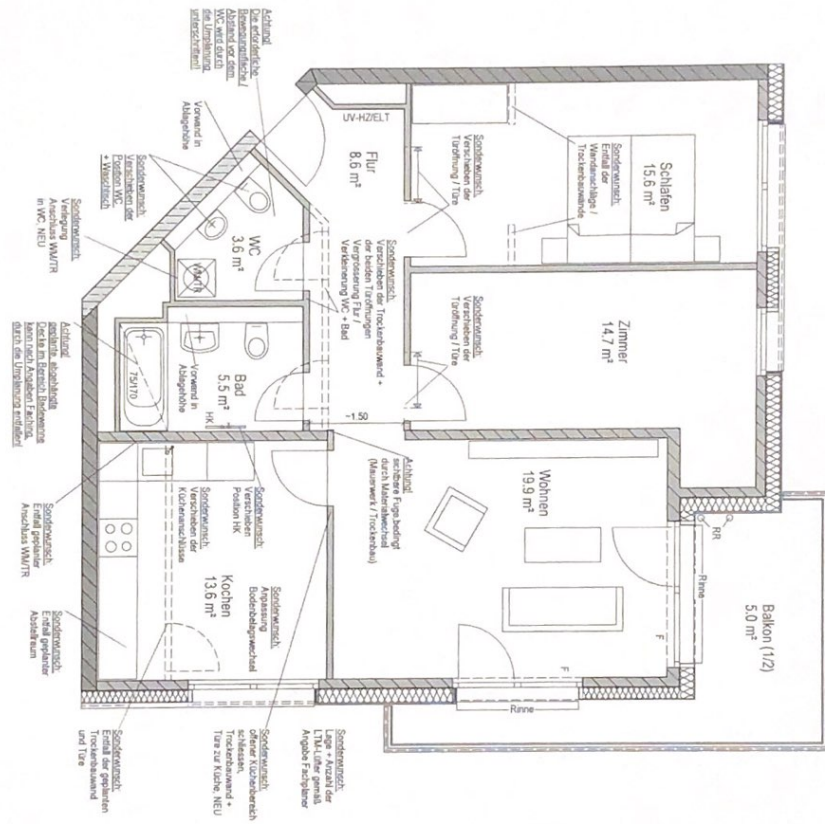 Achtung!
Die erforderliche
Bewegungsfläche /
Abstand vor dem
WC wird durch
die Umplanung
unterschritten!!
Vorwand in
Ablagehöhe
Sonderwunsch:
Verschieben der
Position WC
+ Waschtisch
Sonderwunsch:
Verlegung
Anschluss WM/TR
in WC, NEU
Achtung!
geplante, abgehängte
Decke im Bereich Badewanne
kann nach Angaben Faching.
durch die Umplanung entfallen!
Sonderwunsch:
Entfall geplanter
Anschluss WM/TR
Sonderwunsch:
Entfall geplanter
Abstellraum
UV-HZ/ELT
Flur
8.6 m²
WC
3.6 m²
WM/TR
Bad
5.5 m²
Vorwand in
Ablagehöhe
HK
75/170
Sonderwunsch:
Verschieben
Position HK
Sonderwunsch:
Verschieben der
Küchenanschlüsse
Kochen
13.6 m²
Sonderwunsch:
Anpassung
Bodenbelagswechsel
Sonderwunsch:
Verschieben der
Türöffnung / Türe
Sonderwunsch:
Verschieben der Trockenbauwand +
der beiden Türöffnungen
Vergrösserung Flur /
Verkleinerung WC + Bad
~1.50
Achtung!
sichtbare Fuge bedingt
durch Materialwechsel
(Mauerwerk / Trockenbau)
Sonderwunsch:
Entfall der
Wandanschläge /
Trockenbauwände
Schlafen
15.6 m²
Sonderwunsch:
Verschieben der
Türöffnung / Türe
Zimmer
14.7 m²
Wohnen
19.9 m²
RR
Rinne
F
F
Rinne
Balkon (1/2)
5.0 m²
Sonderwunsch:
Lage + Anzahl der
LTM-Lüfter gemäß
Angabe Fachplaner
Sonderwunsch:
offener Küchenbereich
schliessen,
Trockenbauwand +
Türe zur Küche, NEU
Sonderwunsch:
Entfall der geplanten
Trockenbauwand
und Türe